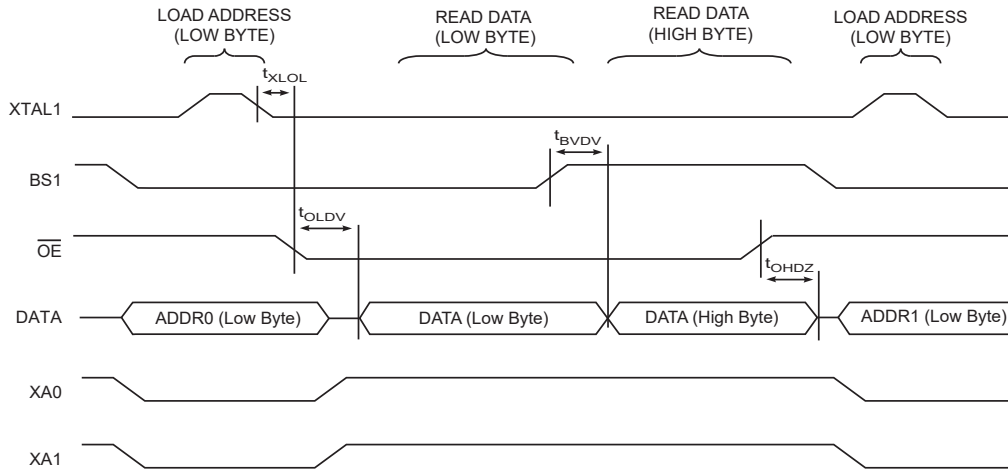 LOAD ADDRESS
(LOW BYTE)
READ DATA
(LOW BYTE)
READ DATA
(HIGH BYTE)
LOAD ADDRESS
(LOW BYTE)
tXLOL
XTAL1
tBVDV
BS1
tOLDV
OE
tOHDZ
DATA
ADDR0 (Low Byte)
DATA (Low Byte)
DATA (High Byte)
ADDR1 (Low Byte)
XA0
XA1